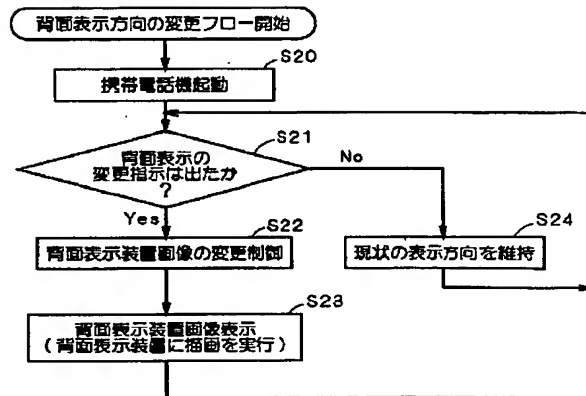 背面表示方向の変更フロー開始
S20
携帯電話機起動
S21
背面表示の
変更指示は出たか
?
No
Yes
S22
背面表示装置画像の変更制御
S24
現状の表示方向を維持
S23
背面表示装置画像表示
(背面表示装置に描画を実行)